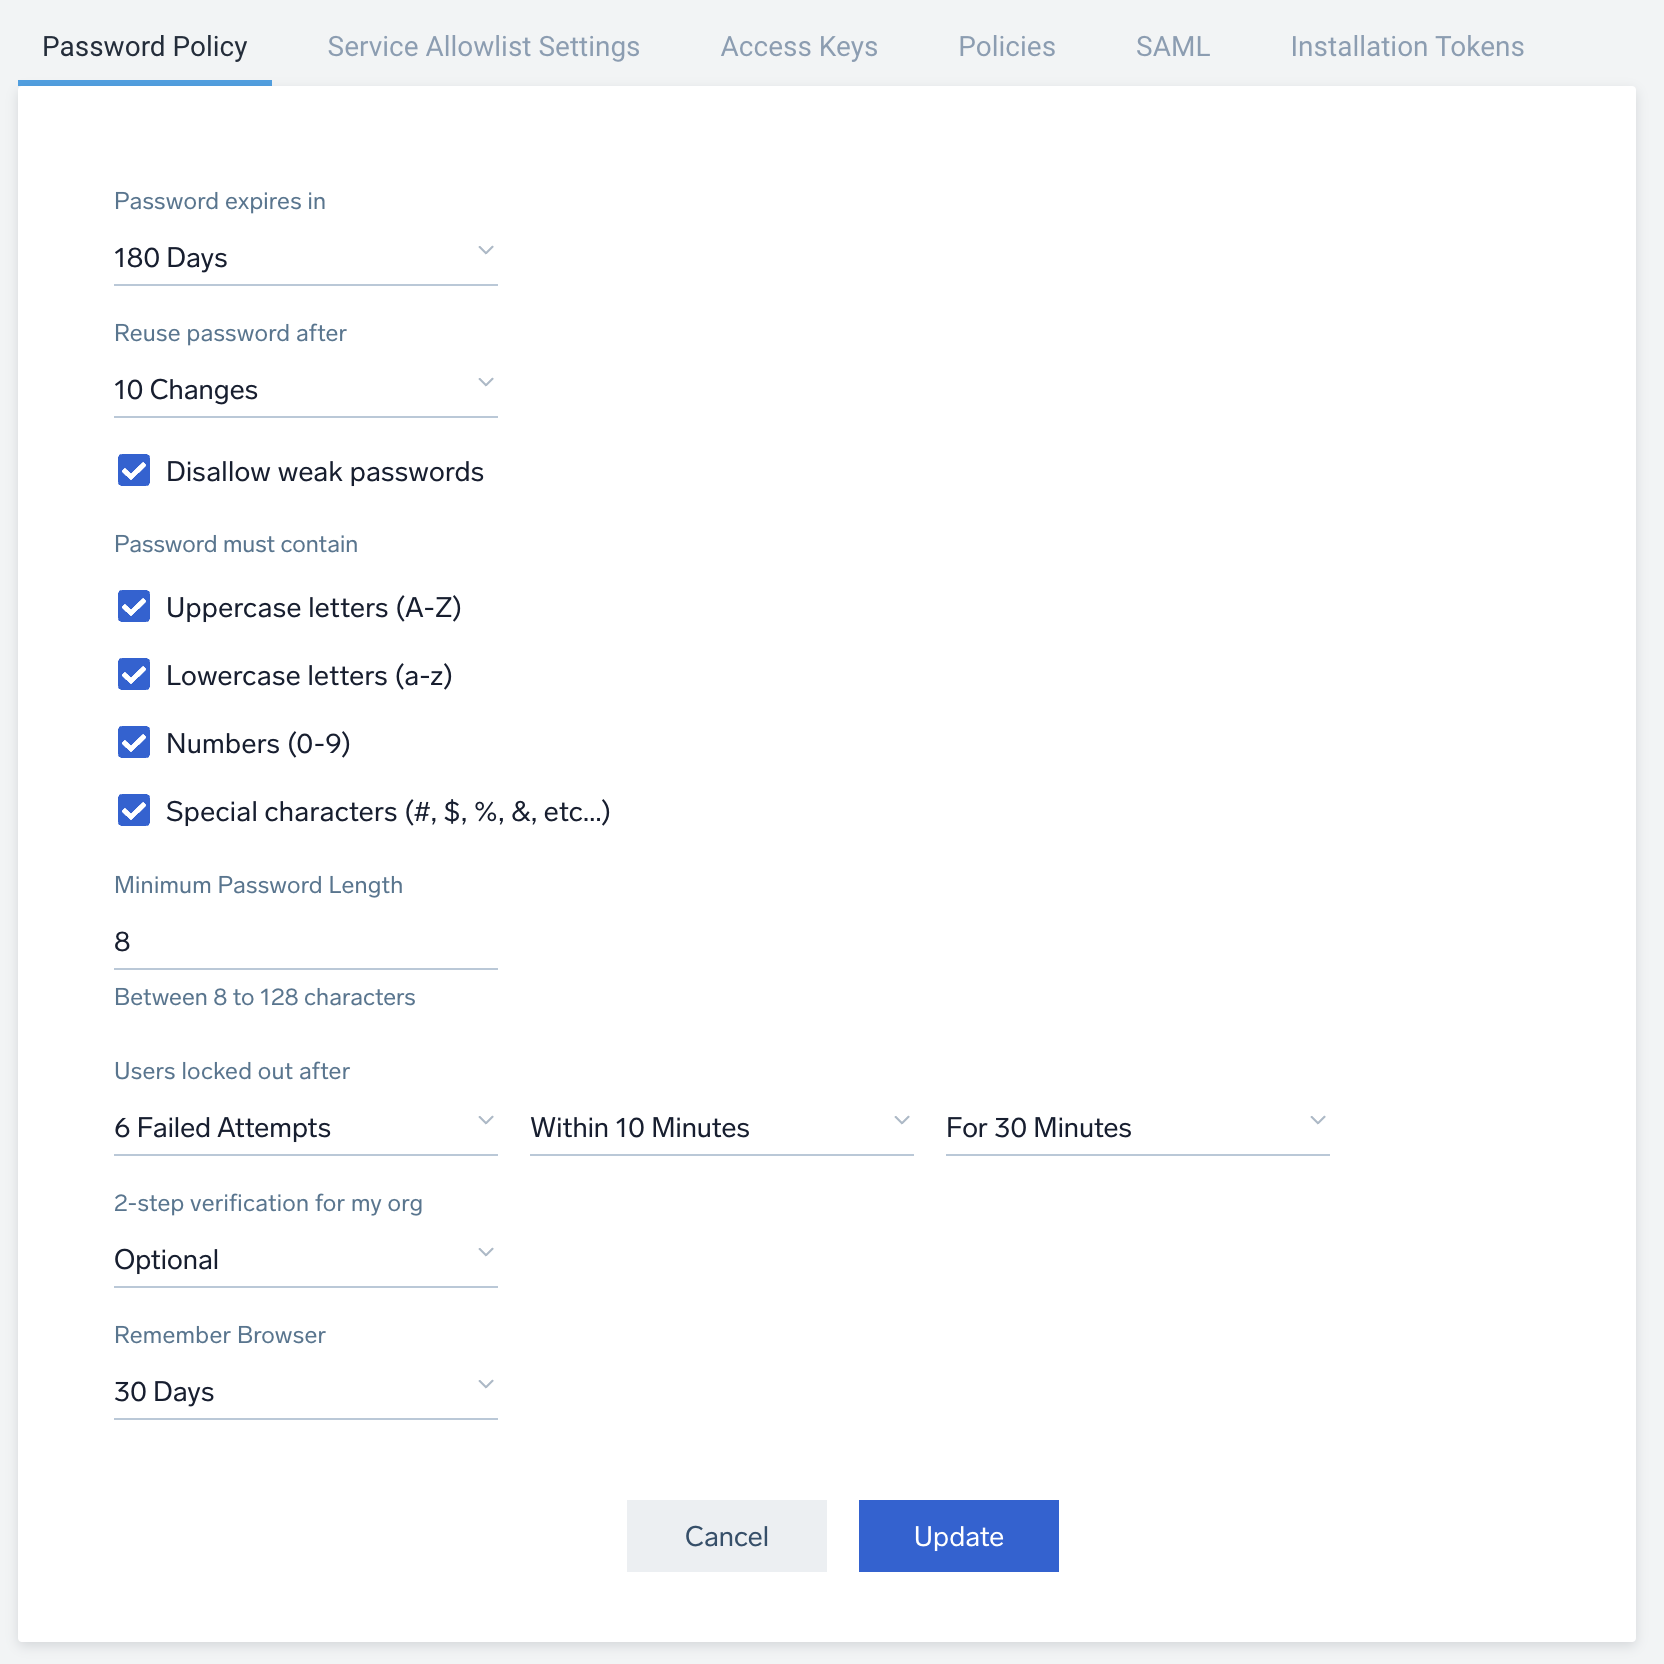 Password Policy Service Allowlist Settings Access Keys Policies SAML Installation Tokens
Password expires in
180 Days
Reuse password after
10 Changes
Disallow weak passwords
Password must contain
Uppercase letters (A-Z)
Lowercase letters (a-z)
Numbers (0-9)
Special characters (#, $, %, &, etc...)
Minimum Password Length
8
Between 8 to 128 characters
Users locked out after
6 Failed Attempts Within 10 Minutes For 30 Minutes
2-step verification for my org
Optional
Remember Browser
30 Days
Cancel Update